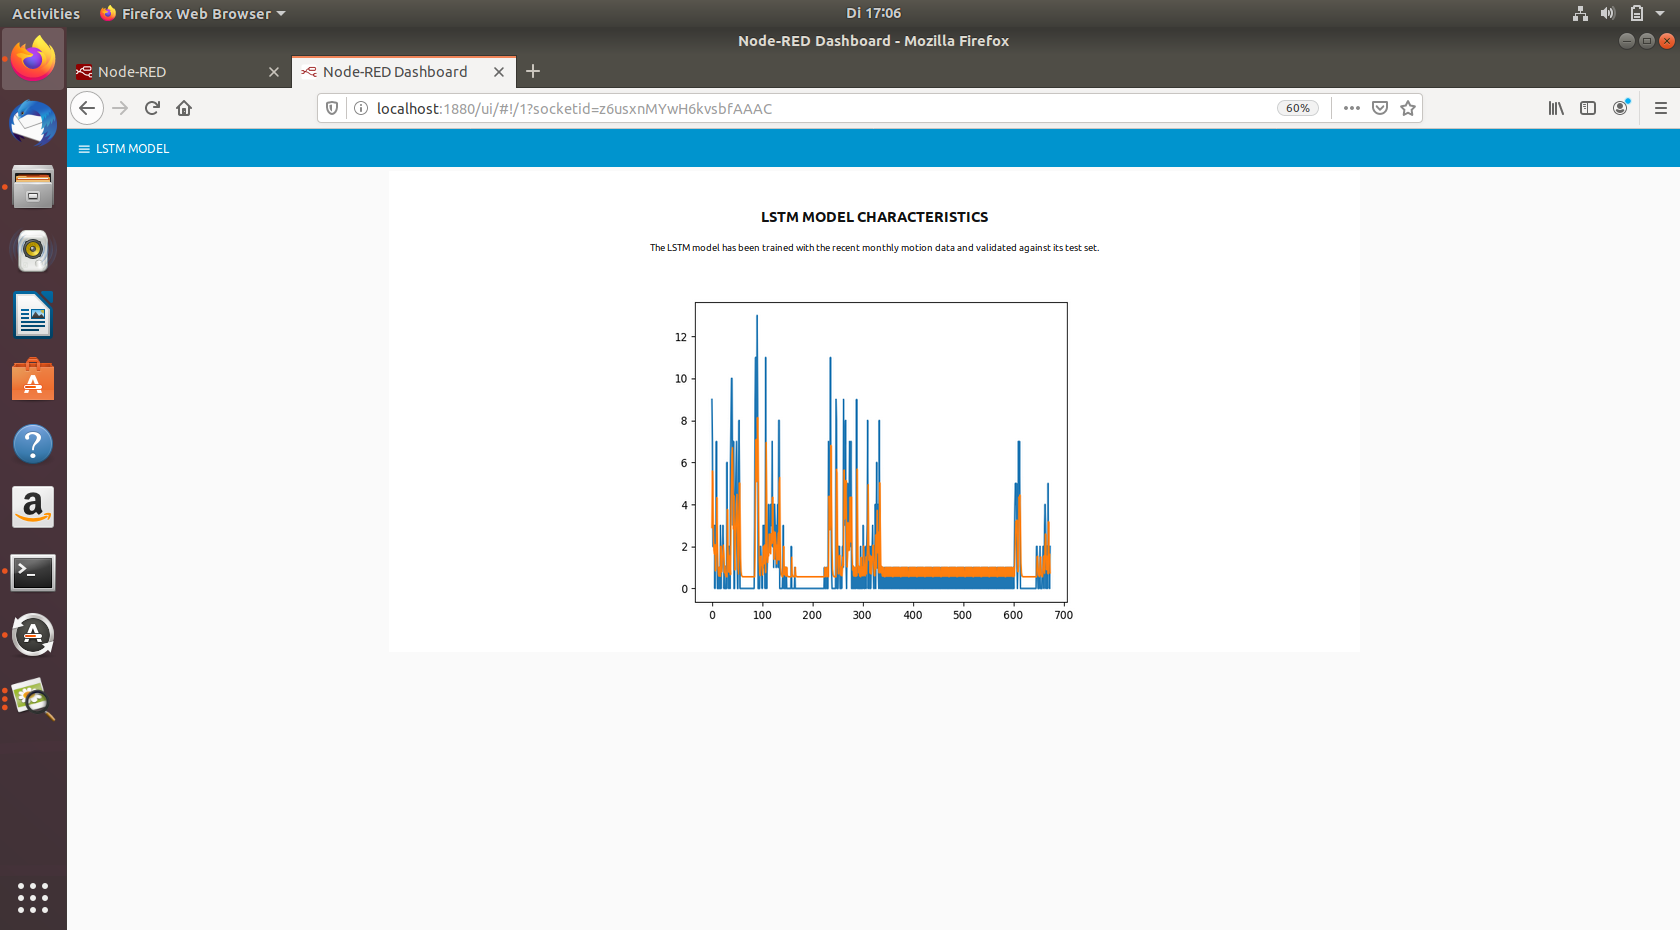 Activities Firefox Web Browser Di 17:06
Node-RED Dashboard - Mozilla Firefox
Node-RED Node-RED Dashboard
localhost:1880/ui/#!/1?socketid=z6usxnMYwH6kvsbfAAAC 60%
LSTM MODEL
LSTM MODEL CHARACTERISTICS
The LSTM model has been trained with the recent monthly motion data and validated against its test set.
12
10
8
6
4
2
0
0 100 200 300 400 500 600 700